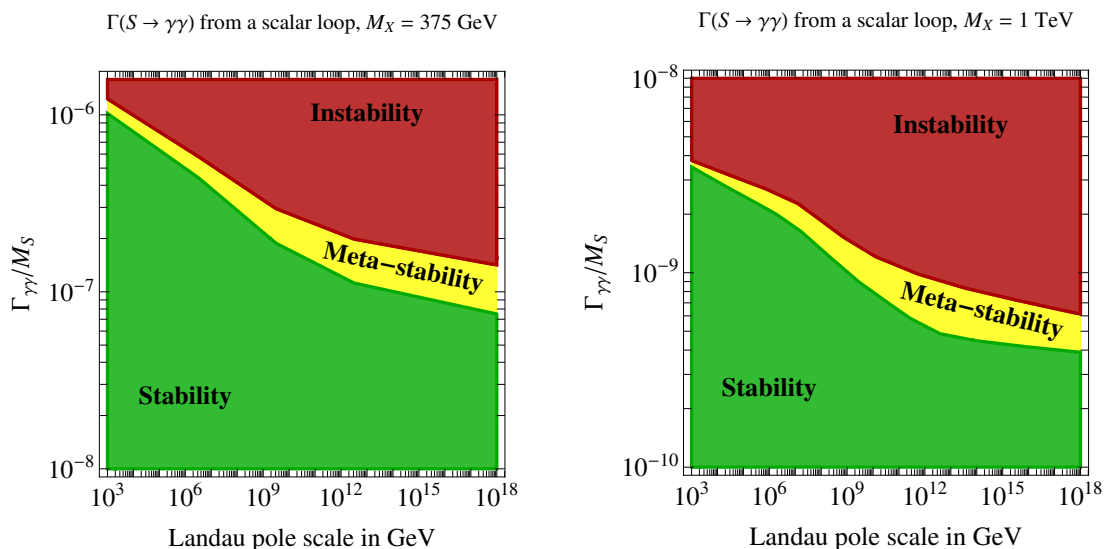 Γ(S → γγ) from a scalar loop, M_X = 375 GeV
Instability
Meta−stability
Stability
10^−6
10^−7
10^−8
Γ_γγ/M_S
10^3 10^6 10^9 10^12 10^15 10^18
Landau pole scale in GeV
Γ(S → γγ) from a scalar loop, M_X = 1 TeV
Instability
Meta−stability
Stability
10^−8
10^−9
10^−10
Γ_γγ/M_S
10^3 10^6 10^9 10^12 10^15 10^18
Landau pole scale in GeV